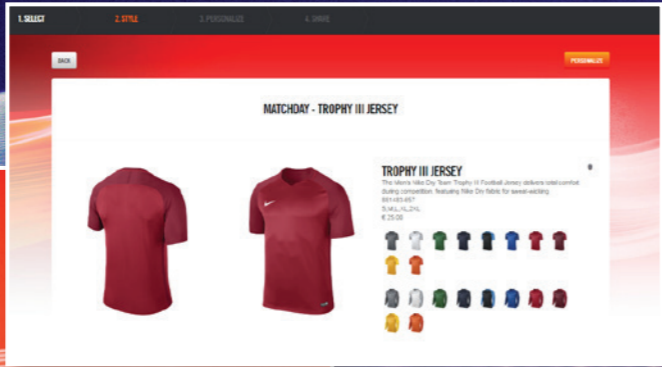 1. SELECT 2. STYLE 3. PERSONALIZE 4. SHARE
BACK PERSONALIZE
MATCHDAY - TROPHY III JERSEY
TROPHY III JERSEY
The Men's Nike Dry Team Trophy III Football Jersey delivers total comfort
during competition, featuring Nike Dry fabric for sweat-wicking
881483-657
S,M,L,XL,2XL
€ 25.00